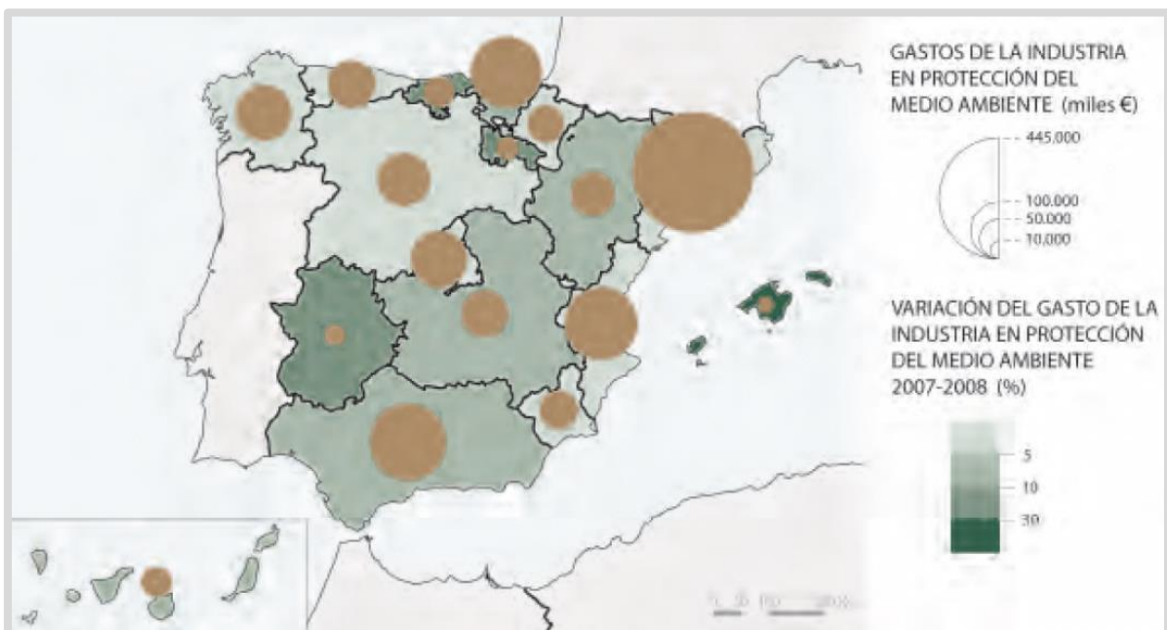 GASTOS DE LA INDUSTRIA
EN PROTECCIÓN DEL
MEDIO AMBIENTE (miles €)
445.000
100.000
50.000
10.000
VARIACIÓN DEL GASTO DE LA
INDUSTRIA EN PROTECCIÓN
DEL MEDIO AMBIENTE
2007-2008 (%)
5
10
30